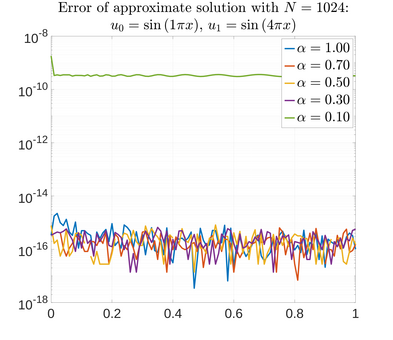 Error of approximate solution with N = 1024:
u₀ = sin (1πx), u₁ = sin (4πx)
10⁻⁸
10⁻¹⁰
10⁻¹²
10⁻¹⁴
10⁻¹⁶
10⁻¹⁸
α = 1.00
α = 0.70
α = 0.50
α = 0.30
α = 0.10
0 0.2 0.4 0.6 0.8 1